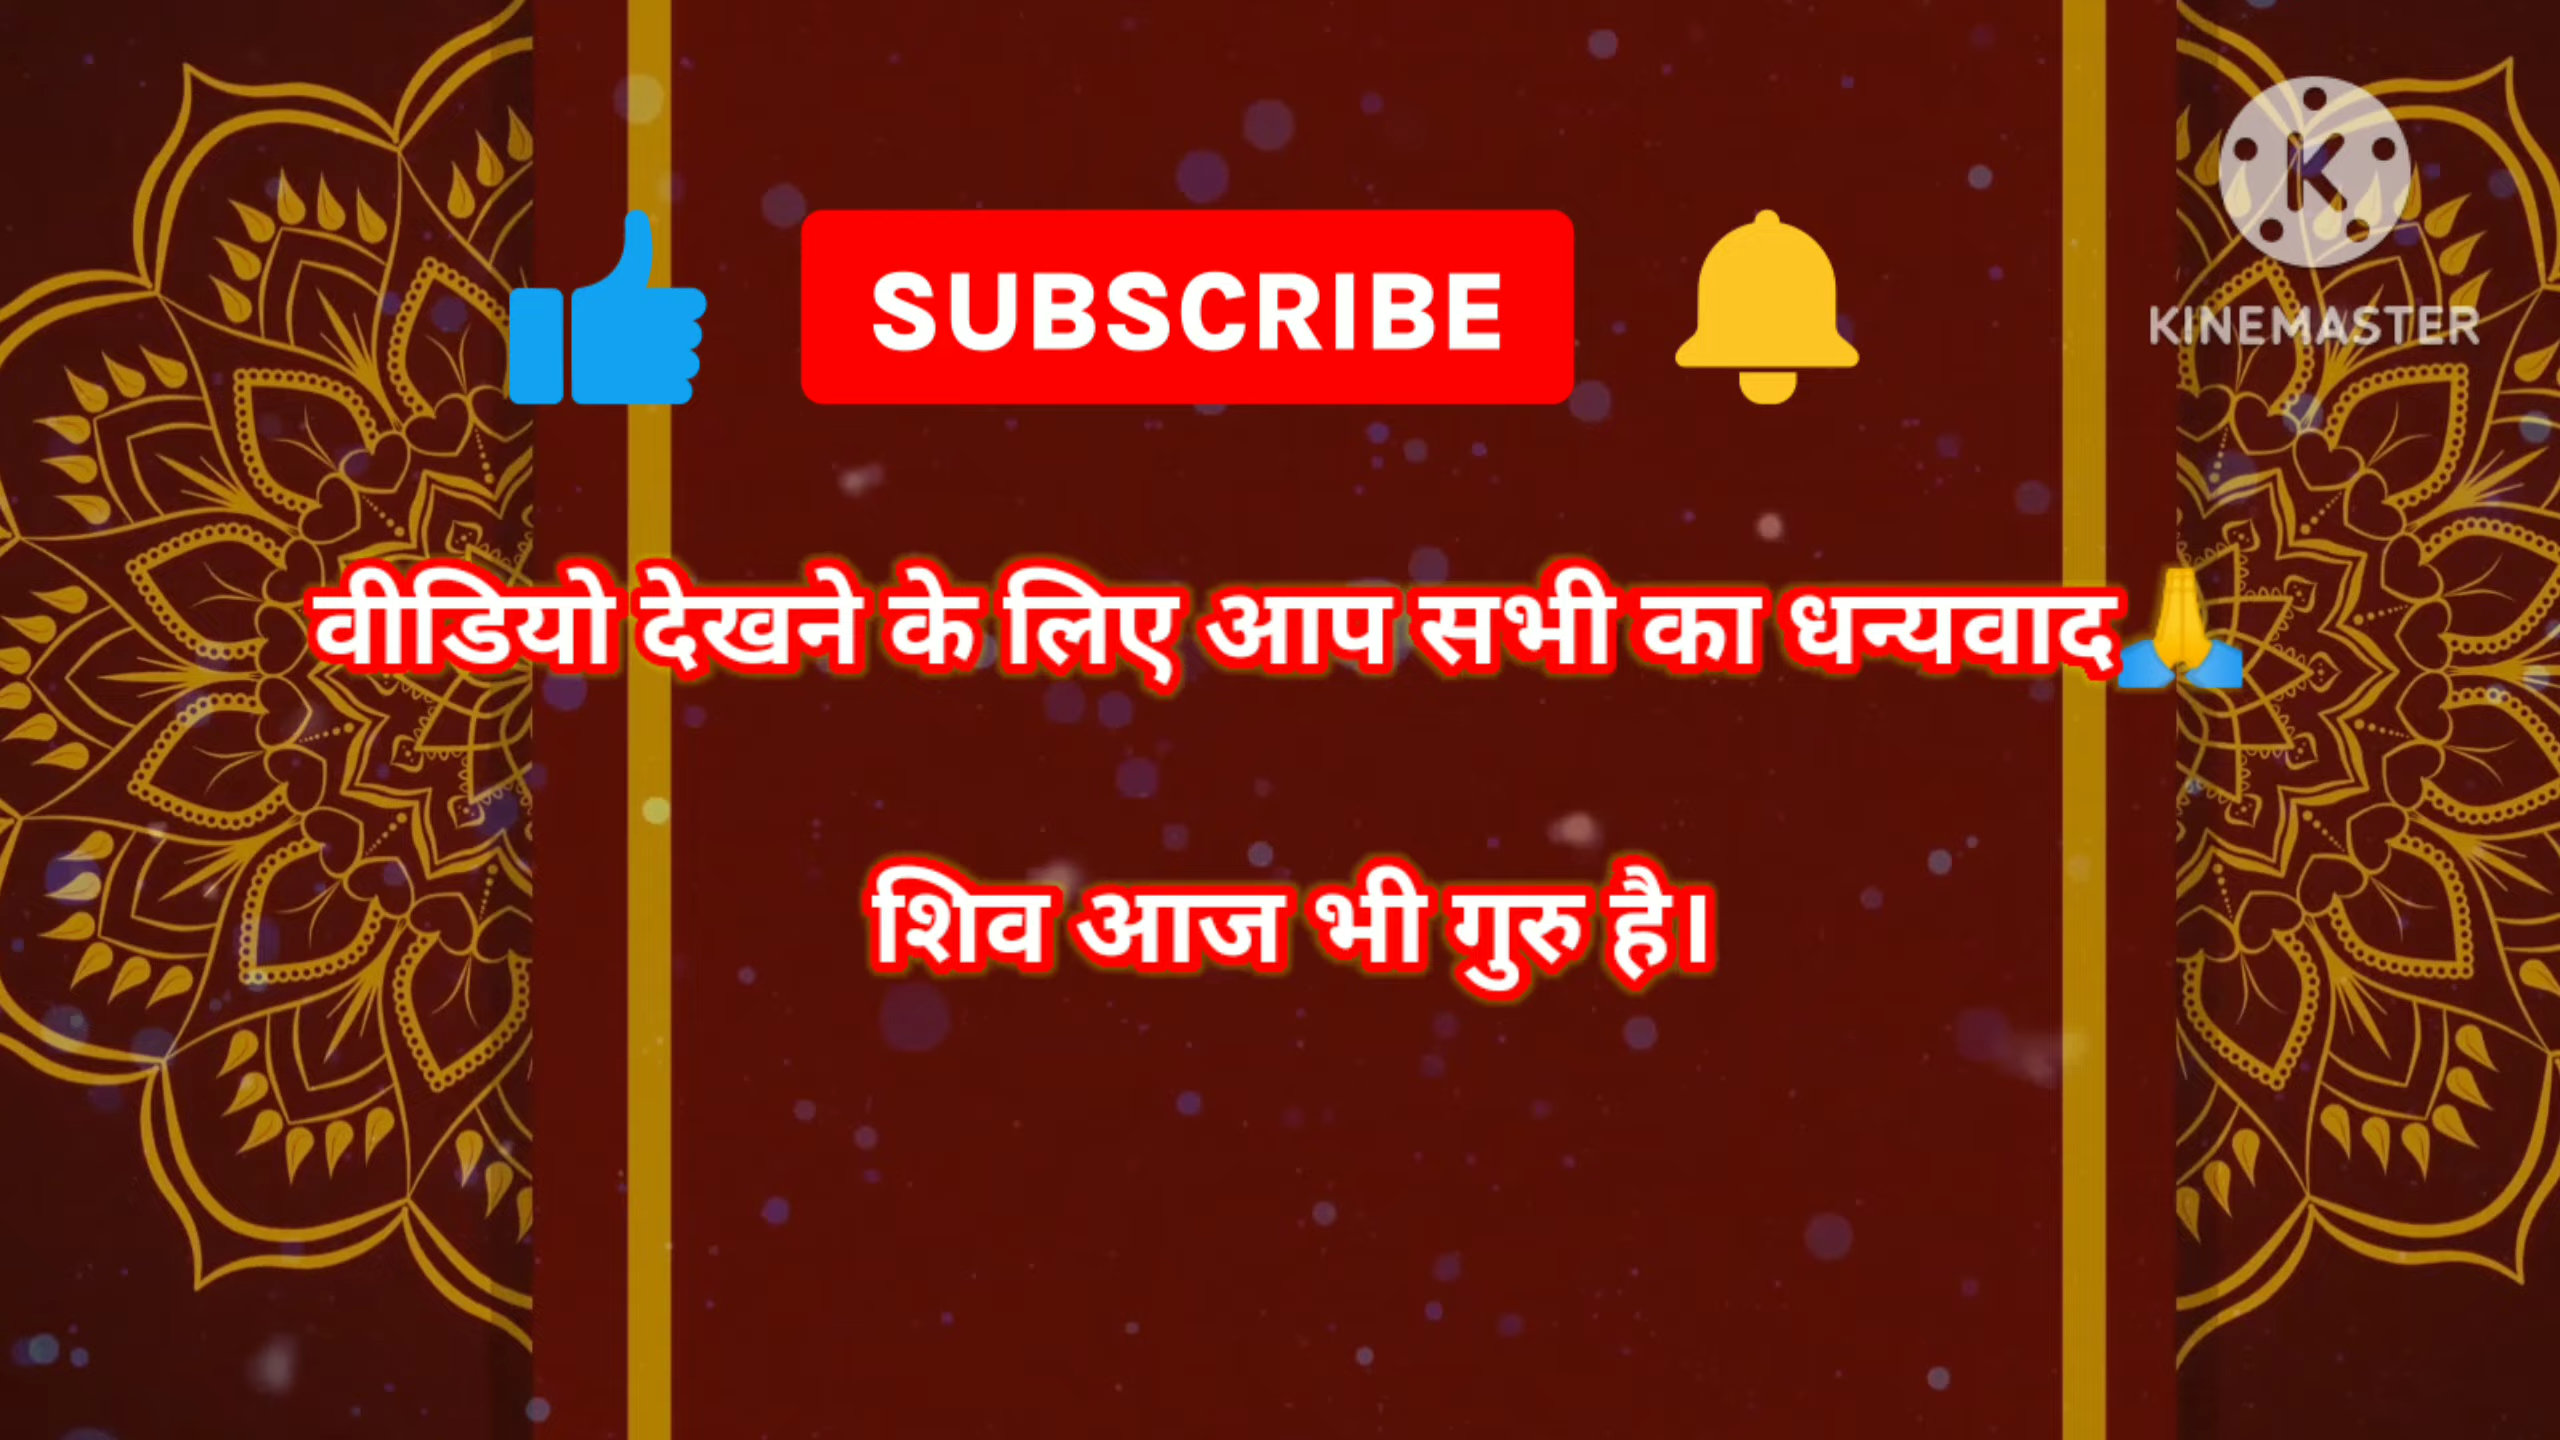 SUBSCRIBE
KINEMASTER
वीडियो देखने के लिए आप सभी का धन्यवाद🙏
शिव आज भी गुरु है।